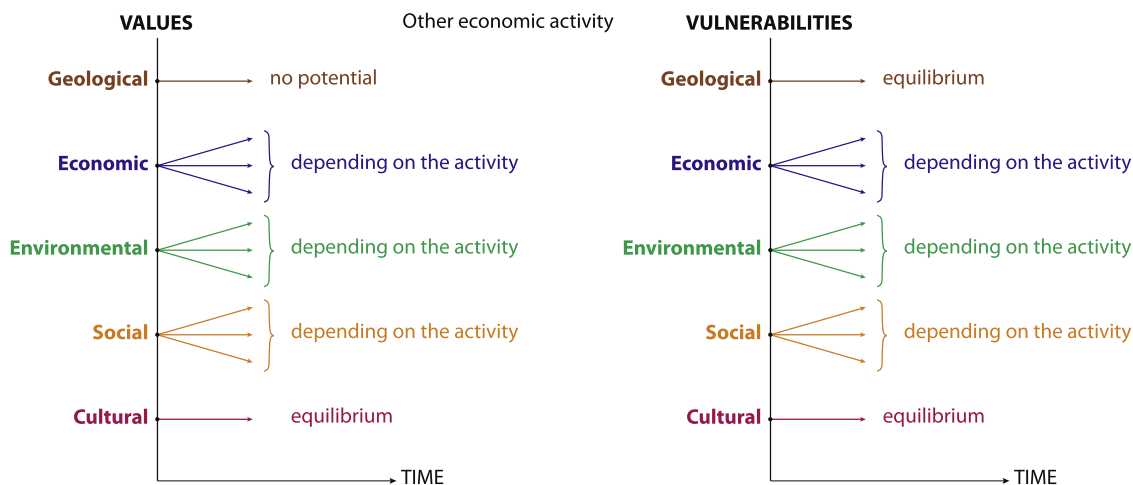 Other economic activity
VALUES
Geological
no potential
Economic
depending on the activity
Environmental
depending on the activity
Social
depending on the activity
Cultural
equilibrium
TIME
VULNERABILITIES
Geological
equilibrium
Economic
depending on the activity
Environmental
depending on the activity
Social
depending on the activity
Cultural
equilibrium
TIME